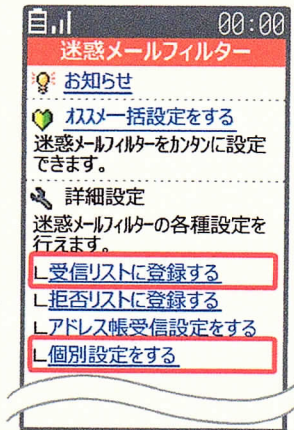 00:00
迷惑メールフィルター
お知らせ
オススメ一括設定をする
迷惑メールフィルターをカンタンに設定
できます。
詳細設定
迷惑メールフィルターの各種設定を
行えます。
∟受信リストに登録する
∟拒否リストに登録する
∟アドレス帳受信設定をする
∟個別設定をする